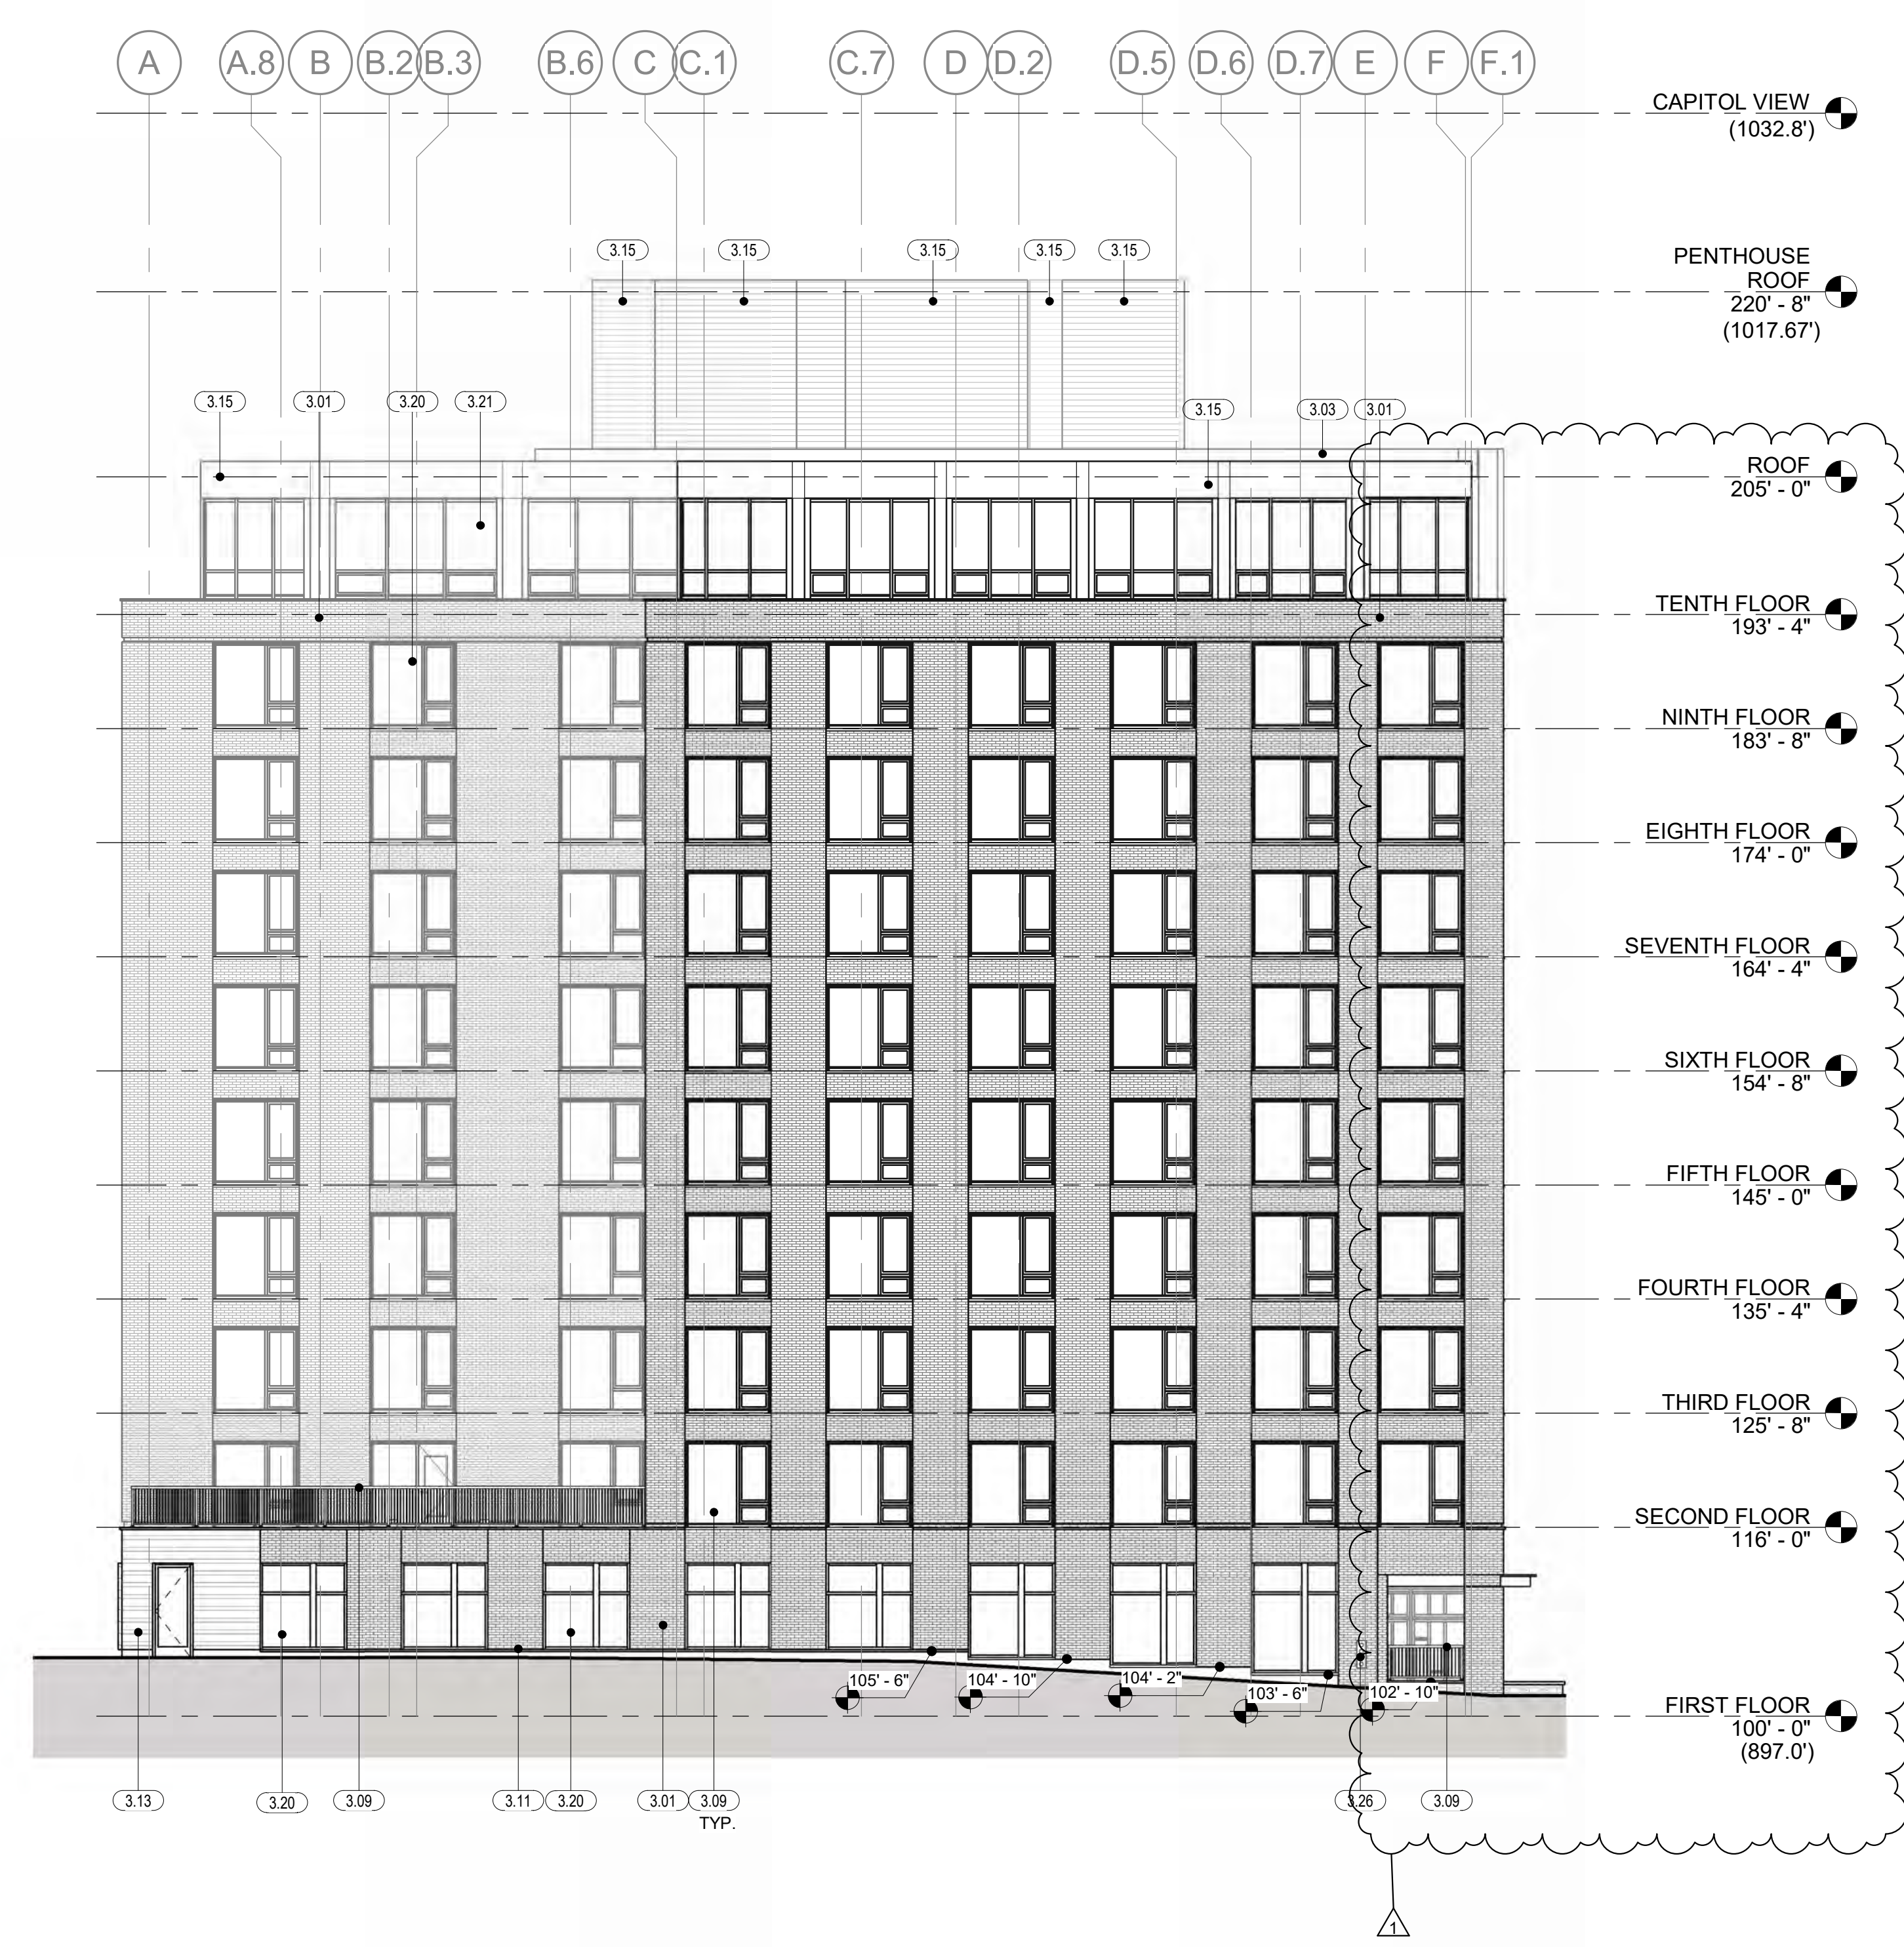 A
A.8
B
B.2
B.3
B.6
C
C.1
C.7
D
D.2
D.5
D.6
D.7
E
F
F.1
CAPITOL VIEW
(1032.8')
3.15
3.15
3.15
3.15
3.15
PENTHOUSE
ROOF
220' - 8"
(1017.67')
3.15
3.01
3.20
3.21
3.15
3.03
3.01
ROOF
205' - 0"
TENTH FLOOR
193' - 4"
NINTH FLOOR
183' - 8"
EIGHTH FLOOR
174' - 0"
SEVENTH FLOOR
164' - 4"
SIXTH FLOOR
154' - 8"
FIFTH FLOOR
145' - 0"
FOURTH FLOOR
135' - 4"
THIRD FLOOR
125' - 8"
SECOND FLOOR
116' - 0"
105' - 6"
104' - 10"
104' - 2"
103' - 6"
102' - 10"
FIRST FLOOR
100' - 0"
(897.0')
3.13
3.20
3.09
3.11
3.20
3.01
3.09
TYP.
3.26
3.09
1